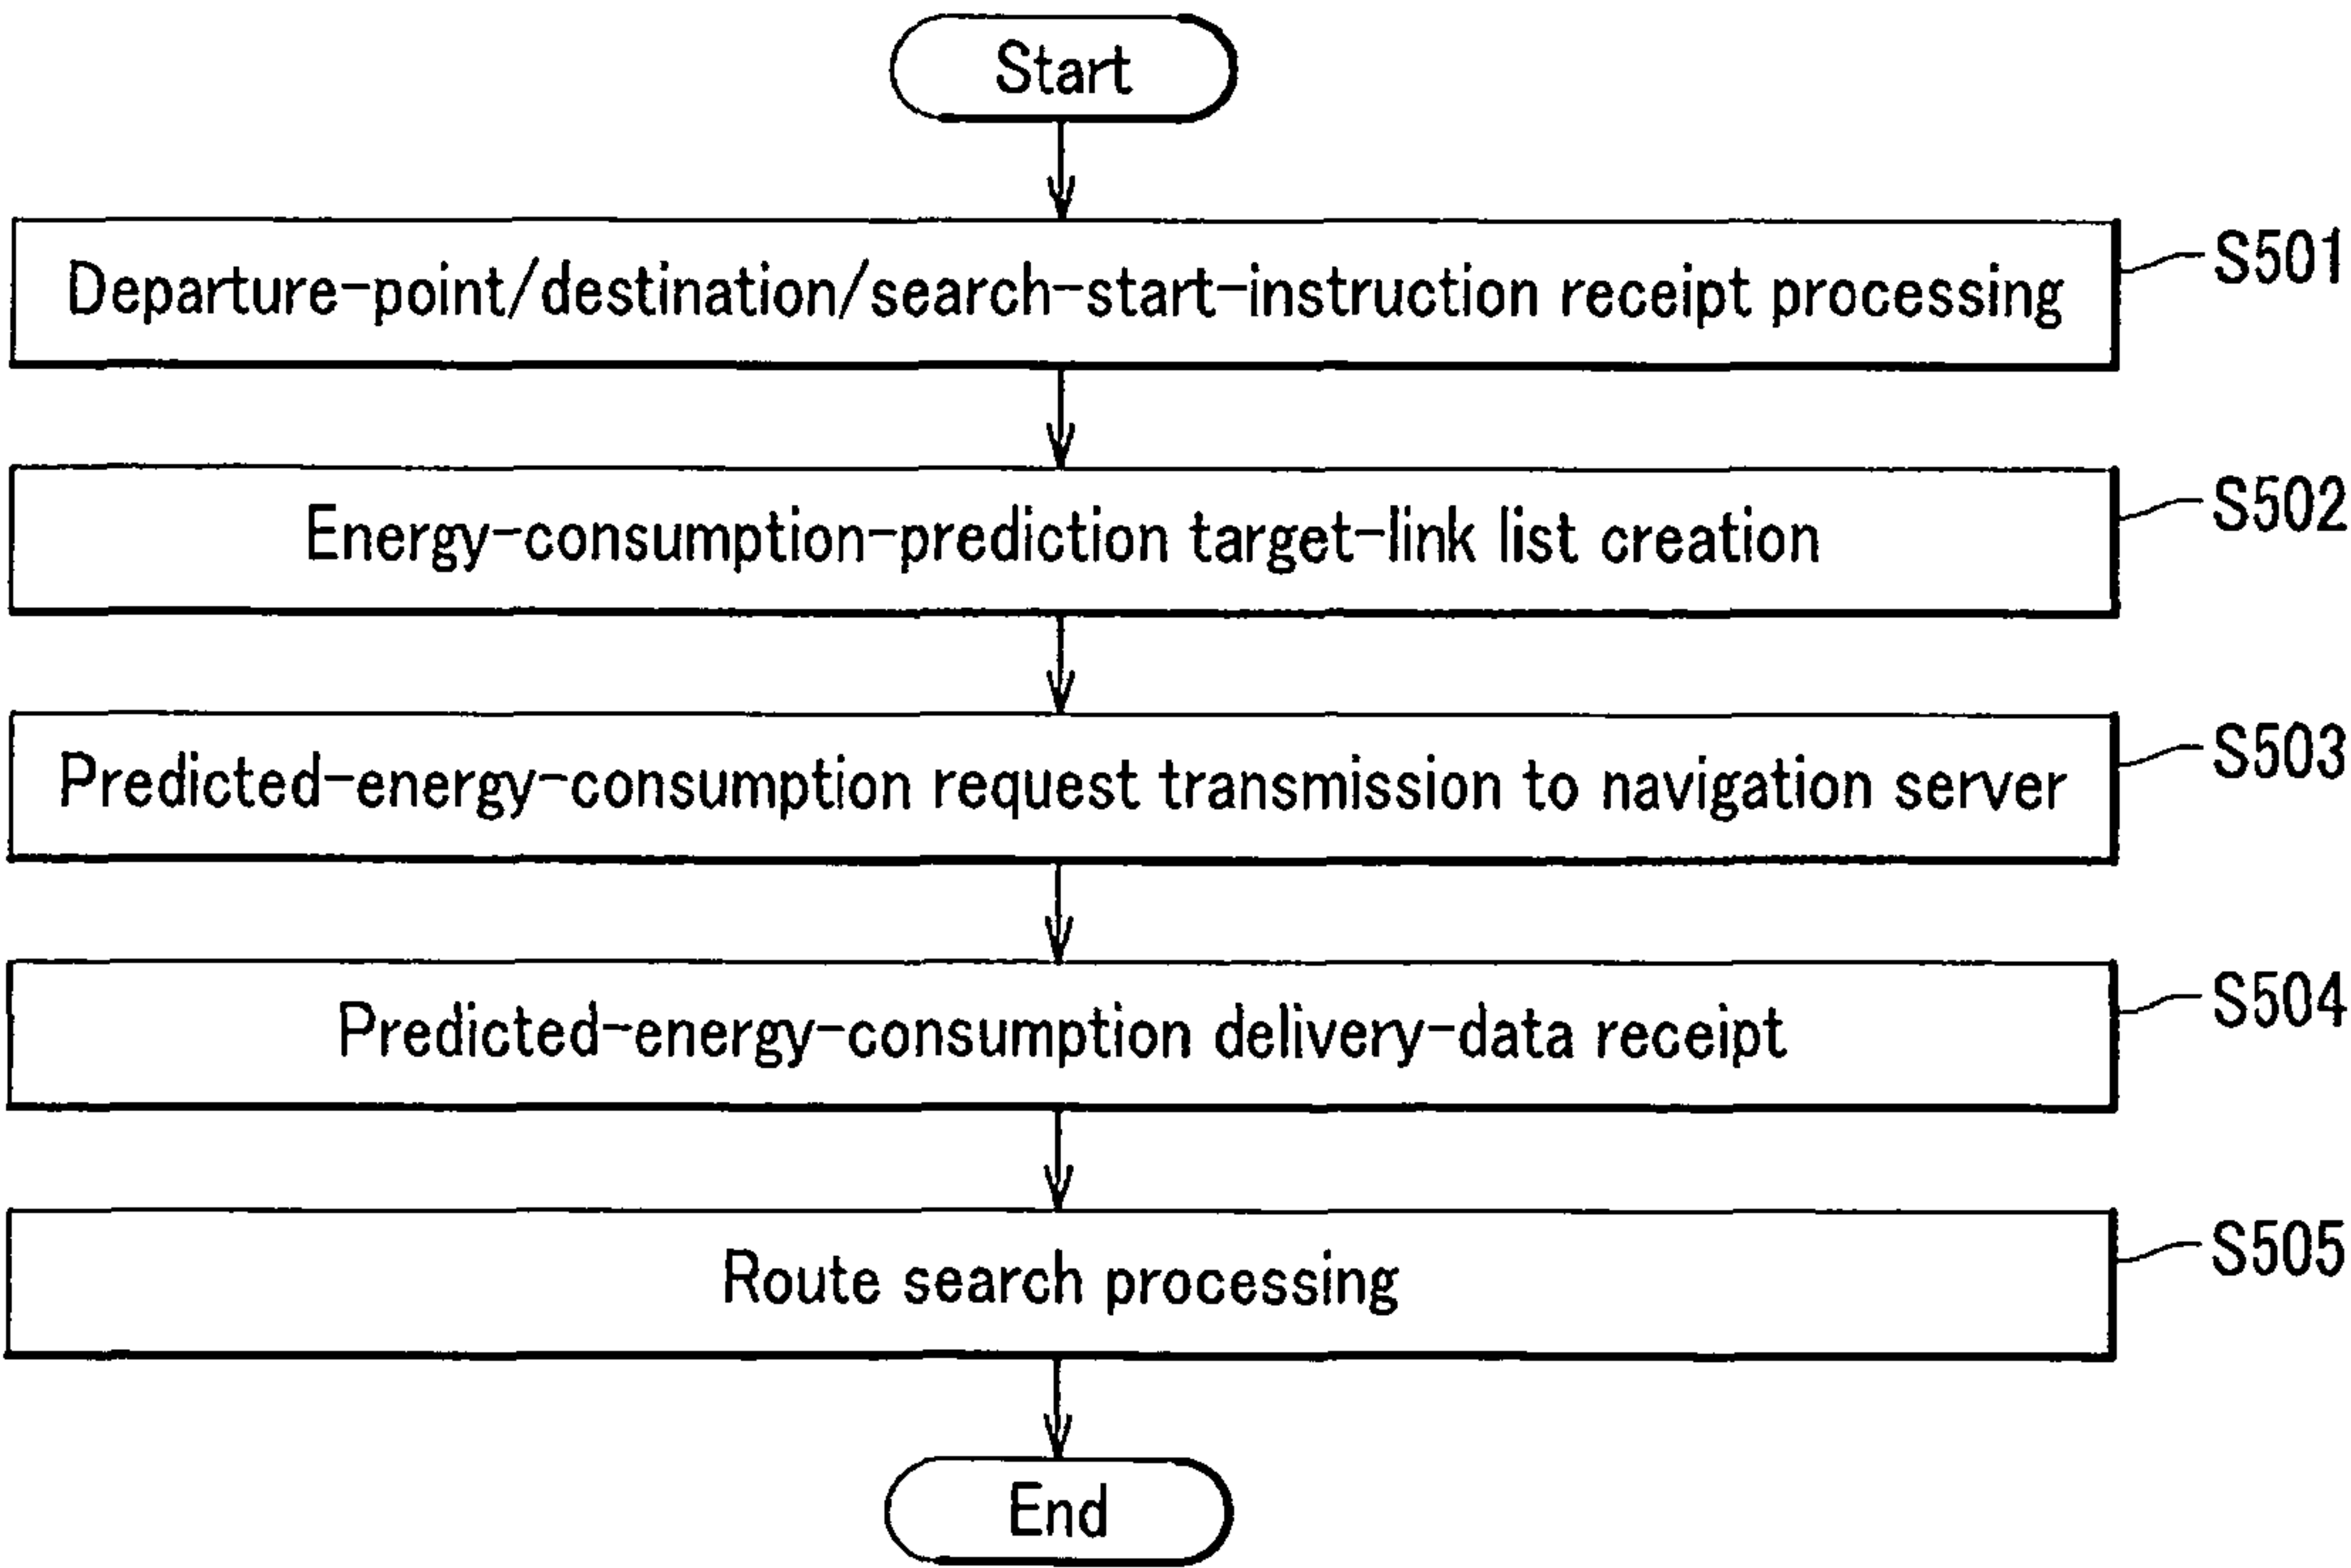 Start
Departure-point/destination/search-start-instruction receipt processing
S501
Energy-consumption-prediction target-link list creation
S502
Predicted-energy-consumption request transmission to navigation server
S503
Predicted-energy-consumption delivery-data receipt
S504
Route search processing
S505
End